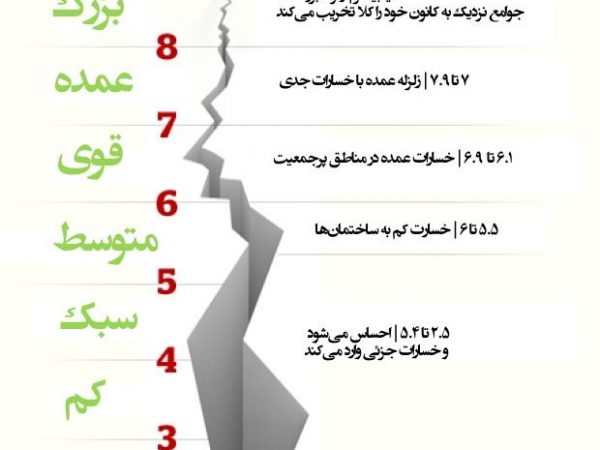 بزرگ
جوامع نزدیک به کانون خود را کلا تخریب می‌کند
8
عمده
۷ تا ۷.۹ | زلزله عمده با خسارات جدی
7
قوی
۶.۱ تا ۶.۹ | خسارات عمده در مناطق پرجمعیت
6
متوسط
۵.۵ تا ۶ | خسارت کم به ساختمان‌ها
5
سبک
۲.۵ تا ۵.۴ | احساس می‌شود
و خسارات جزئی وارد می‌کند
4
کم
3